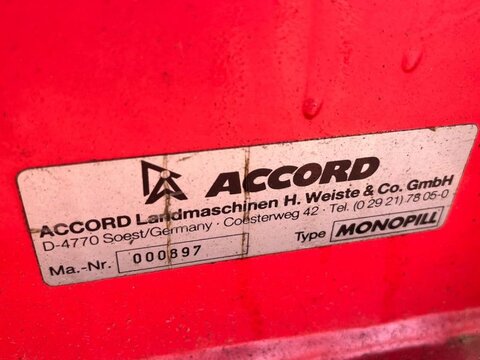 ACCORD
ACCORD Landmaschinen H. Weiste & Co. GmbH
D-4770 Soest/Germany · Coesterweg 42 · Tel. (0 29 21) 78 05-0
Ma.-Nr. 000897 Type MONOPILL